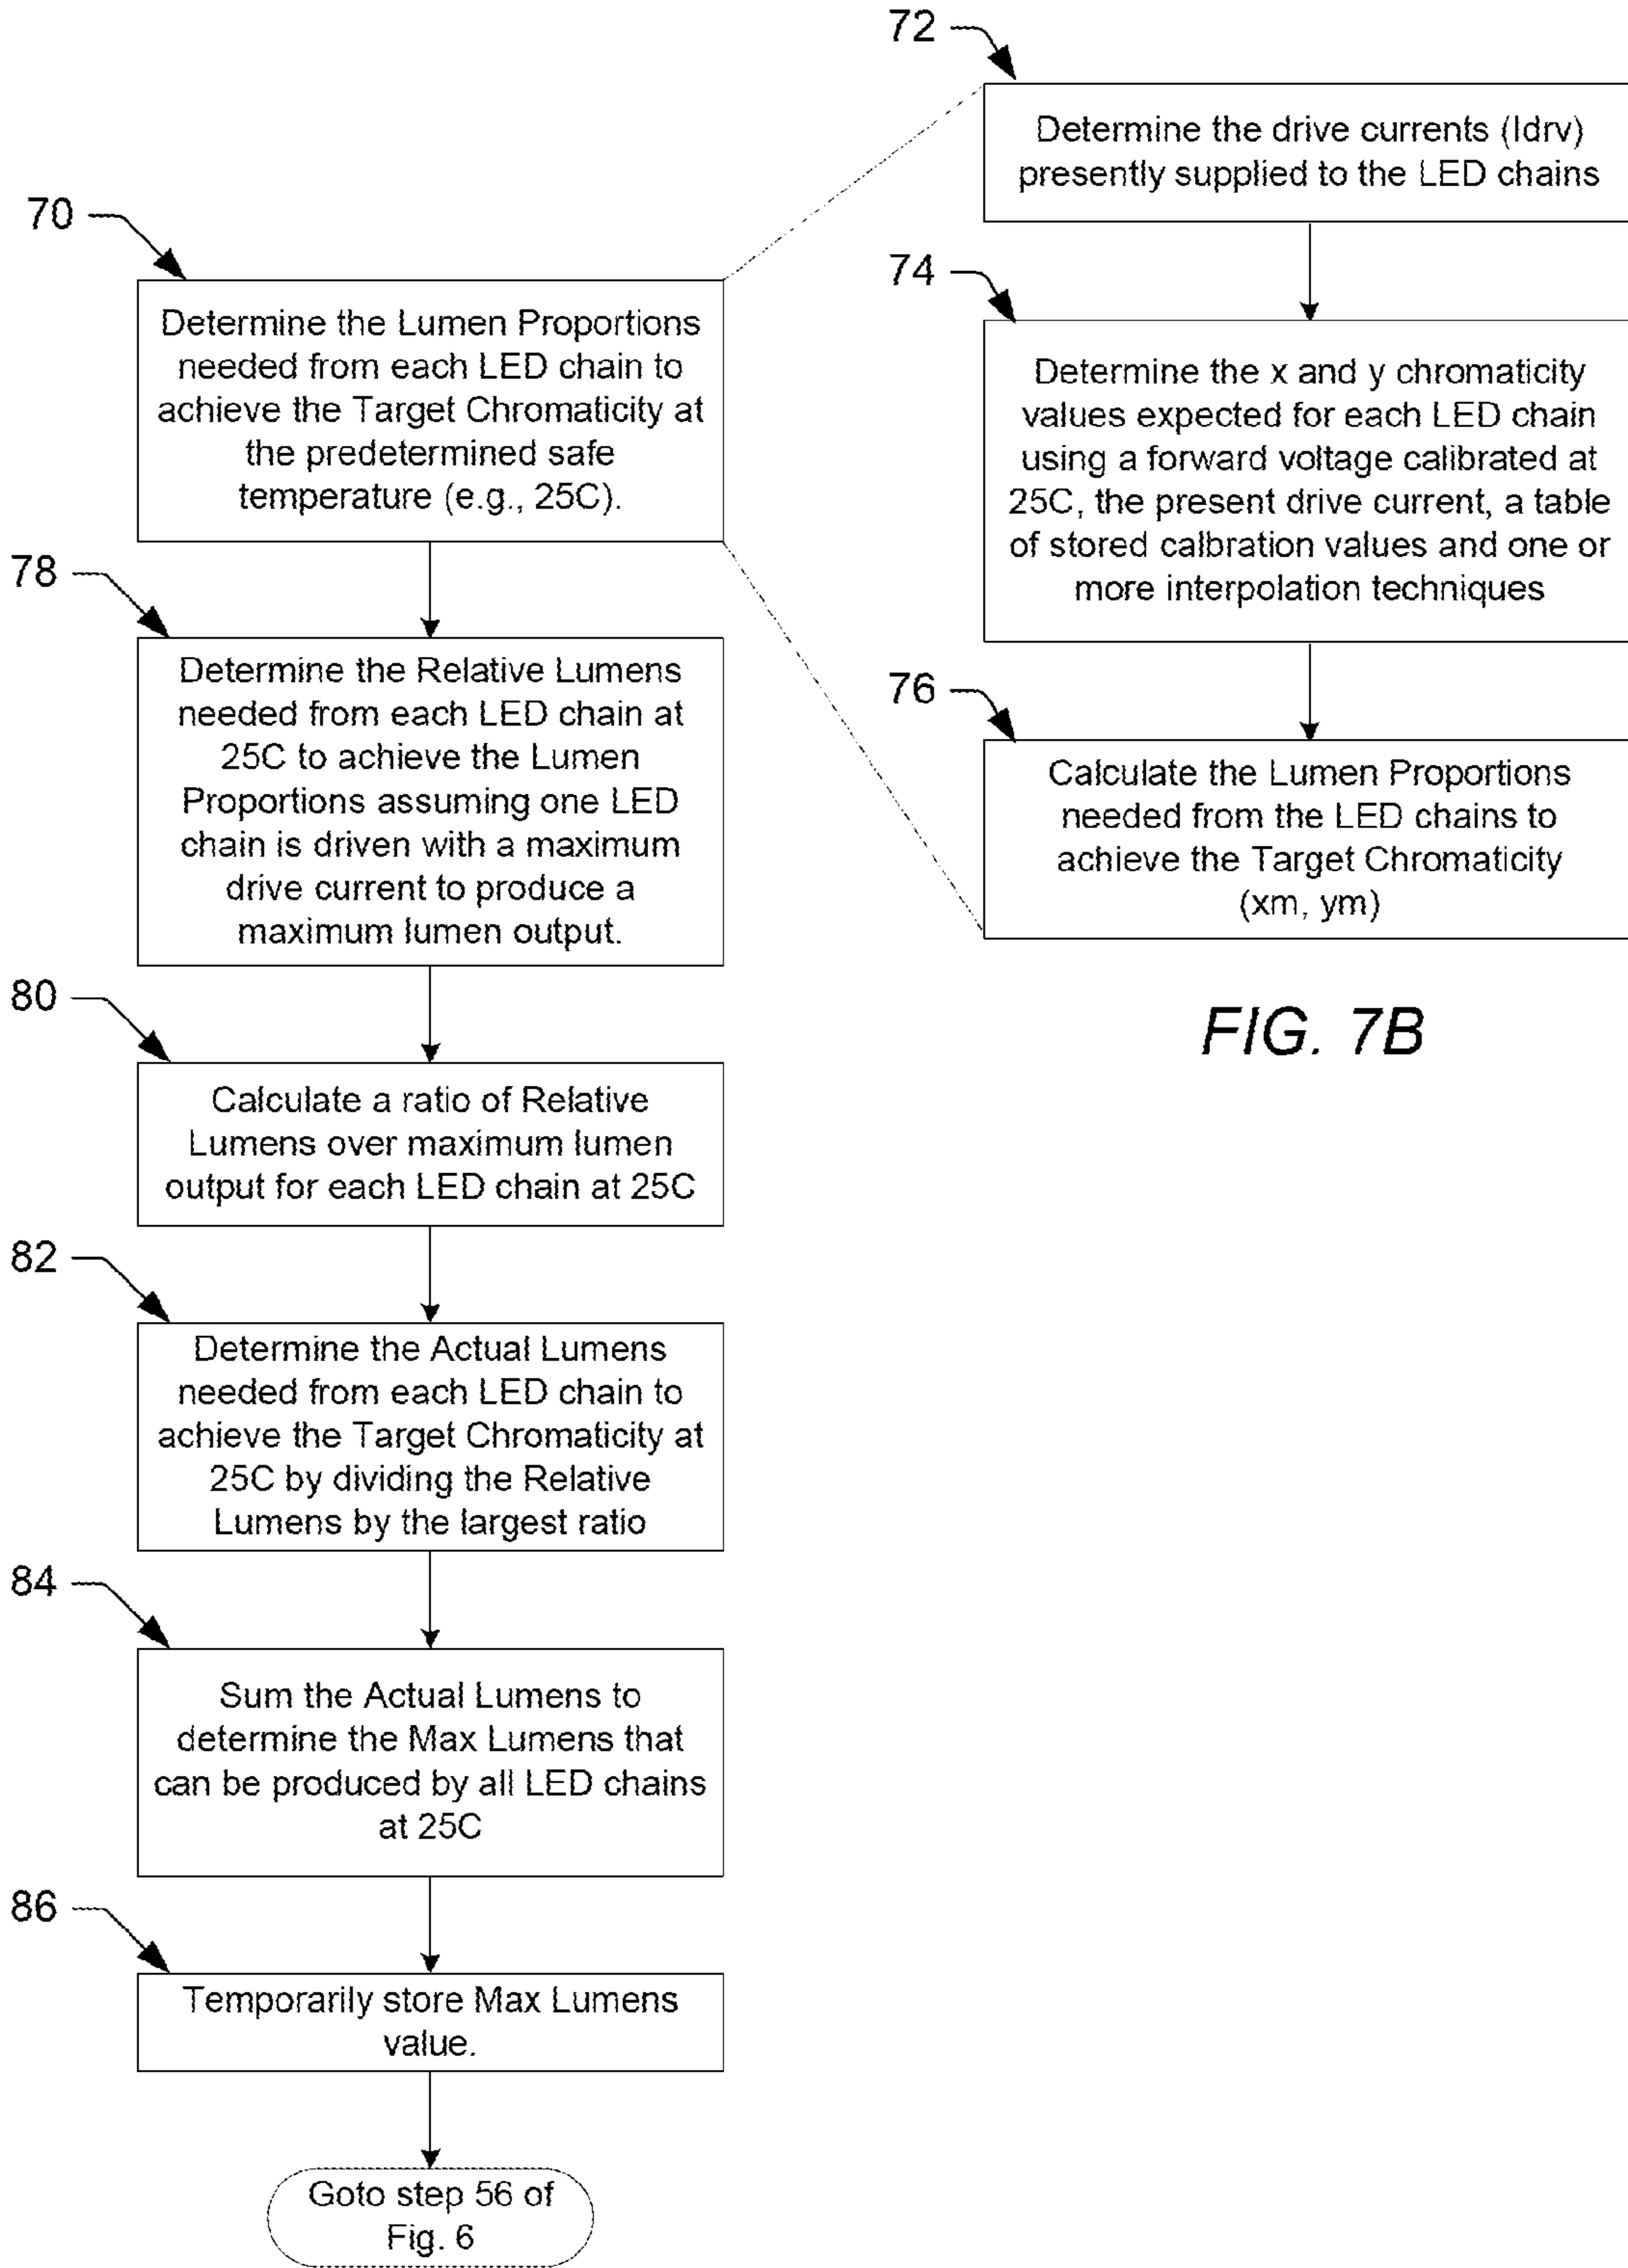 70
Determine the Lumen Proportions
needed from each LED chain to
achieve the Target Chromaticity at
the predetermined safe
temperature (e.g., 25C).
78
Determine the Relative Lumens
needed from each LED chain at
25C to achieve the Lumen
Proportions assuming one LED
chain is driven with a maximum
drive current to produce a
maximum lumen output.
80
Calculate a ratio of Relative
Lumens over maximum lumen
output for each LED chain at 25C
82
Determine the Actual Lumens
needed from each LED chain to
achieve the Target Chromaticity at
25C by dividing the Relative
Lumens by the largest ratio
84
Sum the Actual Lumens to
determine the Max Lumens that
can be produced by all LED chains
at 25C
86
Temporarily store Max Lumens
value.
Goto step 56 of
Fig. 6
72
Determine the drive currents (Idrv)
presently supplied to the LED chains
74
Determine the x and y chromaticity
values expected for each LED chain
using a forward voltage calibrated at
25C, the present drive current, a table
of stored calbration values and one or
more interpolation techniques
76
Calculate the Lumen Proportions
needed from the LED chains to
achieve the Target Chromaticity
(xm, ym)
FIG. 7B